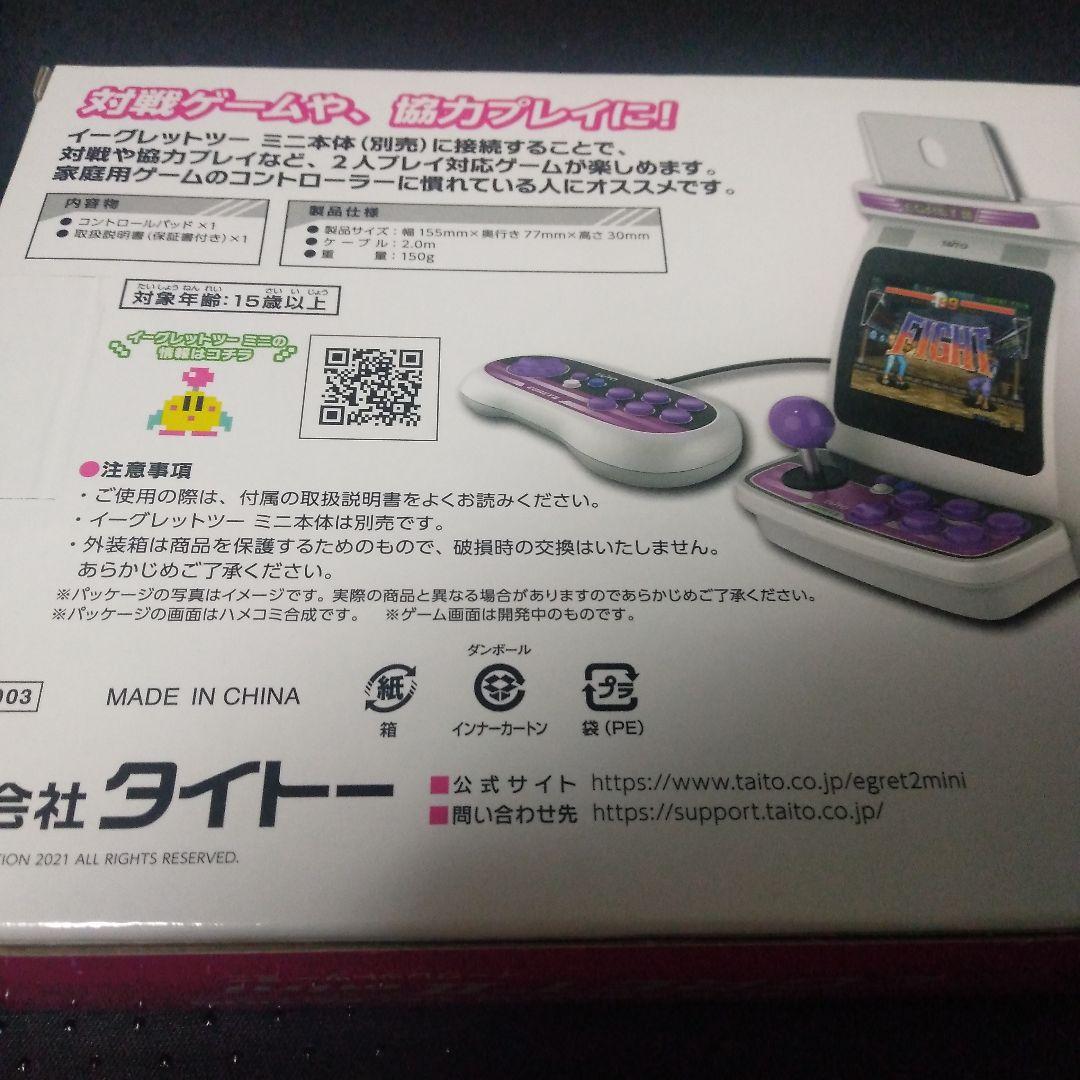 対戦ゲームや、協力プレイに!
イーグレットツー ミニ本体(別売)に接続することで、
対戦や協力プレイなど、2人プレイ対応ゲームが楽しめます。
家庭用ゲームのコントローラーに慣れている人にオススメです。
内容物
●コントロールパッド×1
●取扱説明書(保証書付き)×1
製品仕様
●製品サイズ:幅155mm×奥行き77mm×高さ30mm
●ケーブル:2.0m
●重 量:150g
たいしょうねんれい さいいじょう
対象年齢:15歳以上
イーグレットツー ミニの
情報はコチラ
EGRET II
TAITO
FIGHT
●注意事項
・ご使用の際は、付属の取扱説明書をよくお読みください。
・イーグレットツー ミニ本体は別売です。
・外装箱は商品を保護するためのもので、破損時の交換はいたしません。
あらかじめご了承ください。
※パッケージの写真はイメージです。実際の商品と異なる場合がありますのであらかじめご了承ください。
※パッケージの画面はハメコミ合成です。 ※ゲーム画面は開発中のものです。
003
MADE IN CHINA
紙
箱
ダンボール
インナーカートン
プラ
袋(PE)
会社 タイトー
■公式サイト https://www.taito.co.jp/egret2mini
■問い合わせ先 https://support.taito.co.jp/
TION 2021 ALL RIGHTS RESERVED.